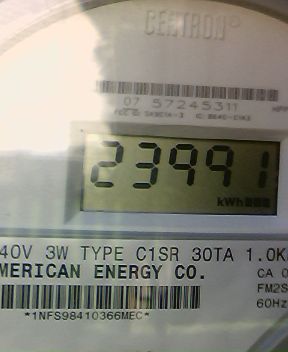 CENTRON®
07 57245311
23991
kWh
40V 3W TYPE C1SR 30TA 1.0K
MERICAN ENERGY CO.
CA 0
FM2S
60Hz
*1NFS98410366MEC*